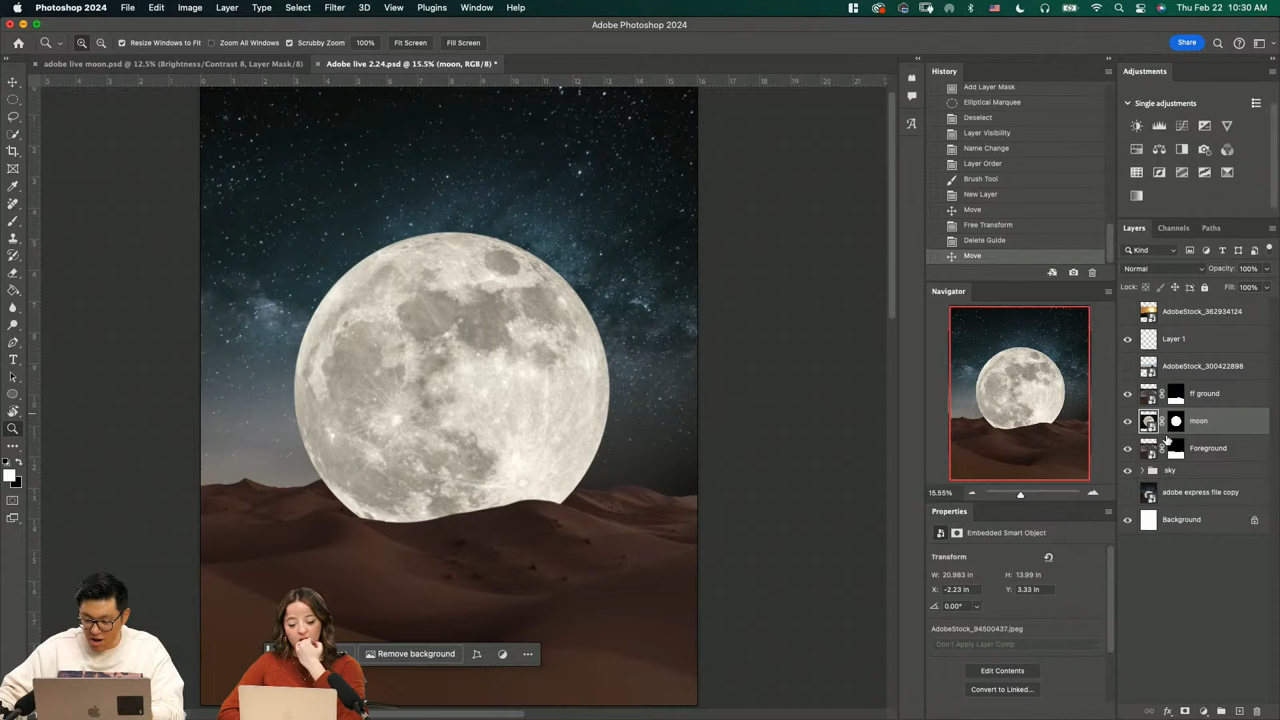 Photoshop 2024 File Edit Image Layer Type Select Filter 3D View Plugins Window Help Thu Feb 22 10:30 AM
Adobe Photoshop 2024
Resize Windows to Fit Zoom All Windows Scrubby Zoom 100% Fit Screen Fill Screen Share
adobe live moon.psd @ 12.5% (Brightness/Contrast 8, Layer Mask/8) Adobe live 2.24.psd @ 15.5% (moon, RGB/8) *
History
Add Layer Mask
Elliptical Marquee
Deselect
Layer Visibility
Name Change
Layer Order
Brush Tool
New Layer
Move
Free Transform
Delete Guide
Move
Navigator
15.55%
Properties
Embedded Smart Object
Transform
W: 20.983 in H: 13.99 in
X: -2.23 in Y: 3.33 in
0.00°
AdobeStock_94500437.jpeg
Don't Apply Layer Comp
Edit Contents
Convert to Linked...
Adjustments
Single adjustments
Layers Channels Paths
Kind
Normal Opacity: 100%
Lock: Fill: 100%
AdobeStock_362934124
Layer 1
AdobeStock_300422898
ff ground
moon
Foreground
sky
adobe express file copy
Background
Remove background